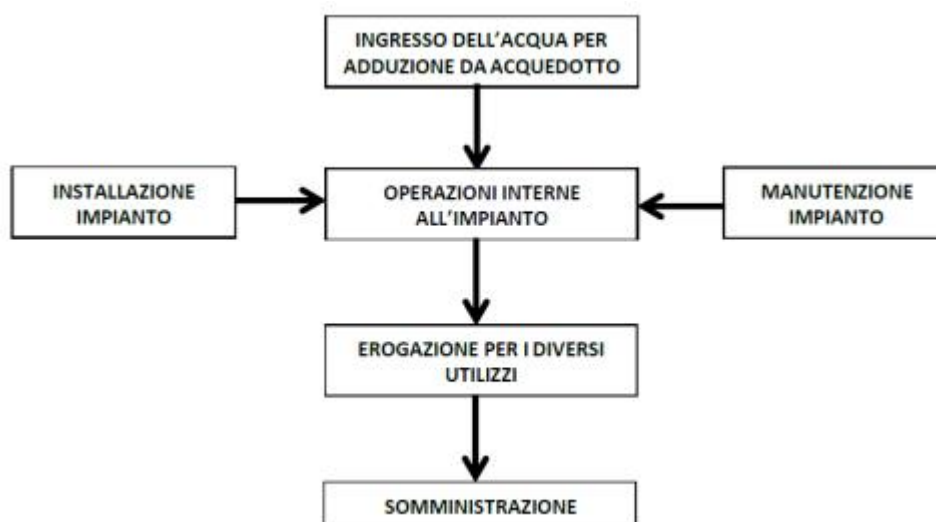 INGRESSO DELL'ACQUA PER
ADDUZIONE DA ACQUEDOTTO
INSTALLAZIONE
IMPIANTO
OPERAZIONI INTERNE
ALL'IMPIANTO
MANUTENZIONE
IMPIANTO
EROGAZIONE PER I DIVERSI
UTILIZZI
SOMMINISTRAZIONE